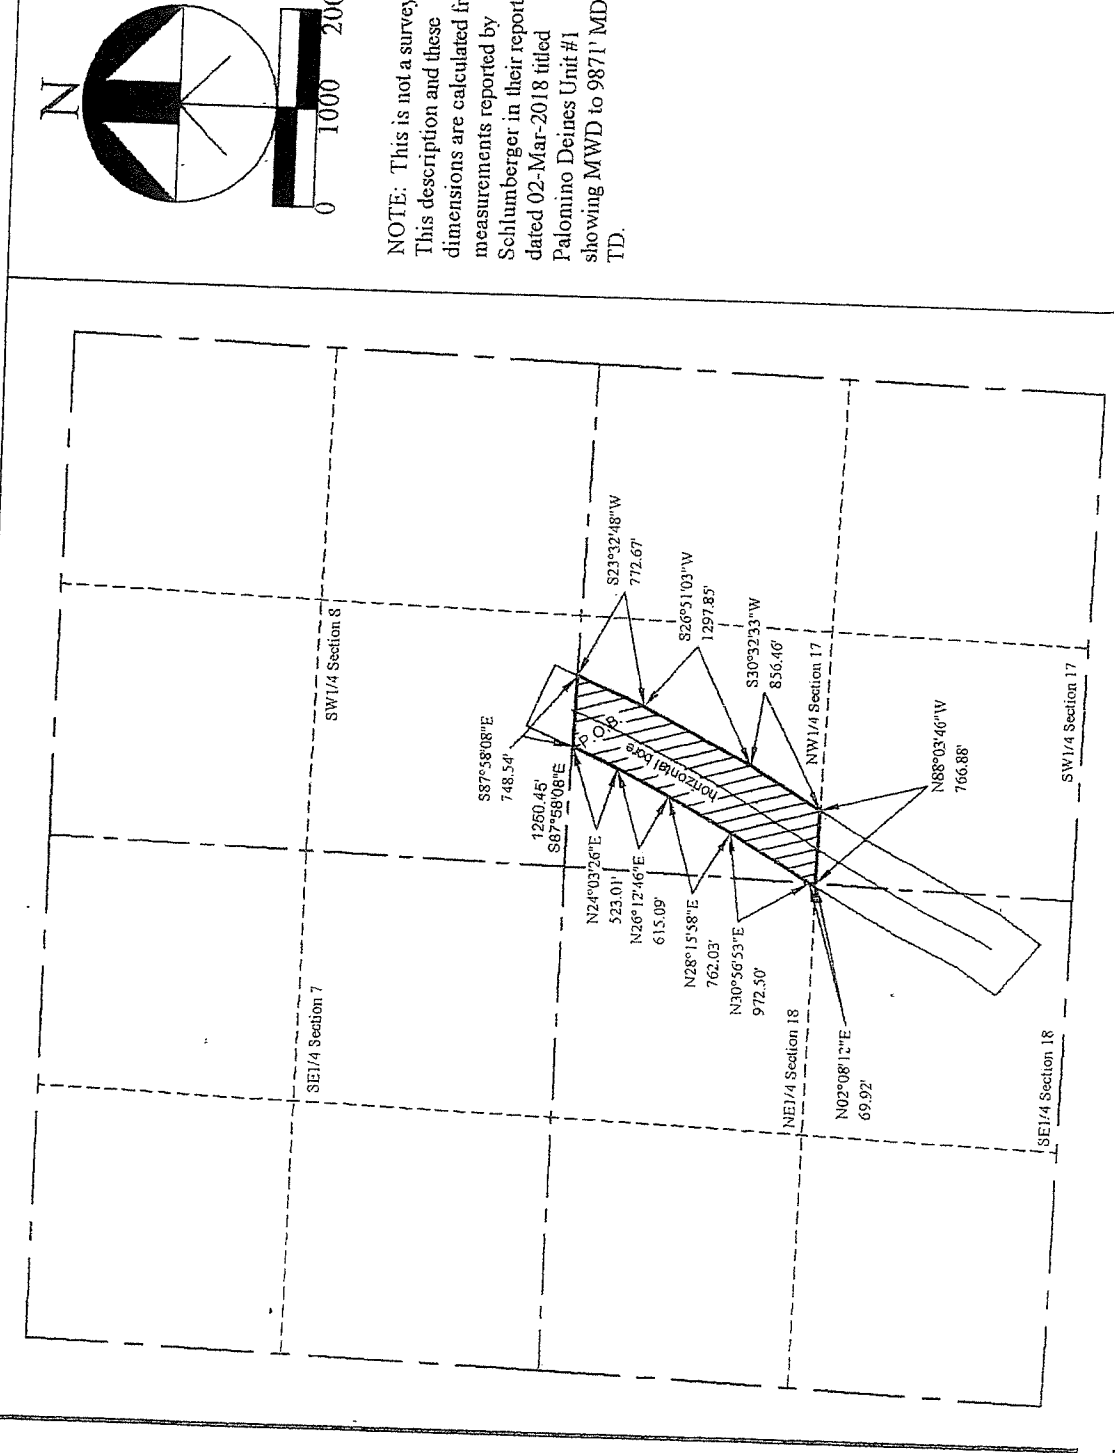 N
0
1000
NOTE: This is not a survey
This description and these
dimensions are calculated
measurements reported by
Schlumberger in their report
dated 02-Mar-2018 titled
Palomino Deines Unit #1
showing MWD to 9871' MD
TD.
SW1/4 Section 8
SE1/4 Section 7
S87°58'08"E
748.54'
1250.45'
S87°58'08"E
P.O.B.
horizontal bore
S23°32'48"W
772.67'
S26°51'03"W
1297.85'
S30°32'33"W
856.46'
NW1/4 Section 17
N24°03'26"E
523.01'
N26°12'46"E
615.09'
N28°15'58"E
762.03'
N30°56'53"E
972.50'
NE1/4 Section 18
N02°08'12"E
69.92'
N88°03'46"W
766.88'
SW1/4 Section 17
SE1/4 Section 18